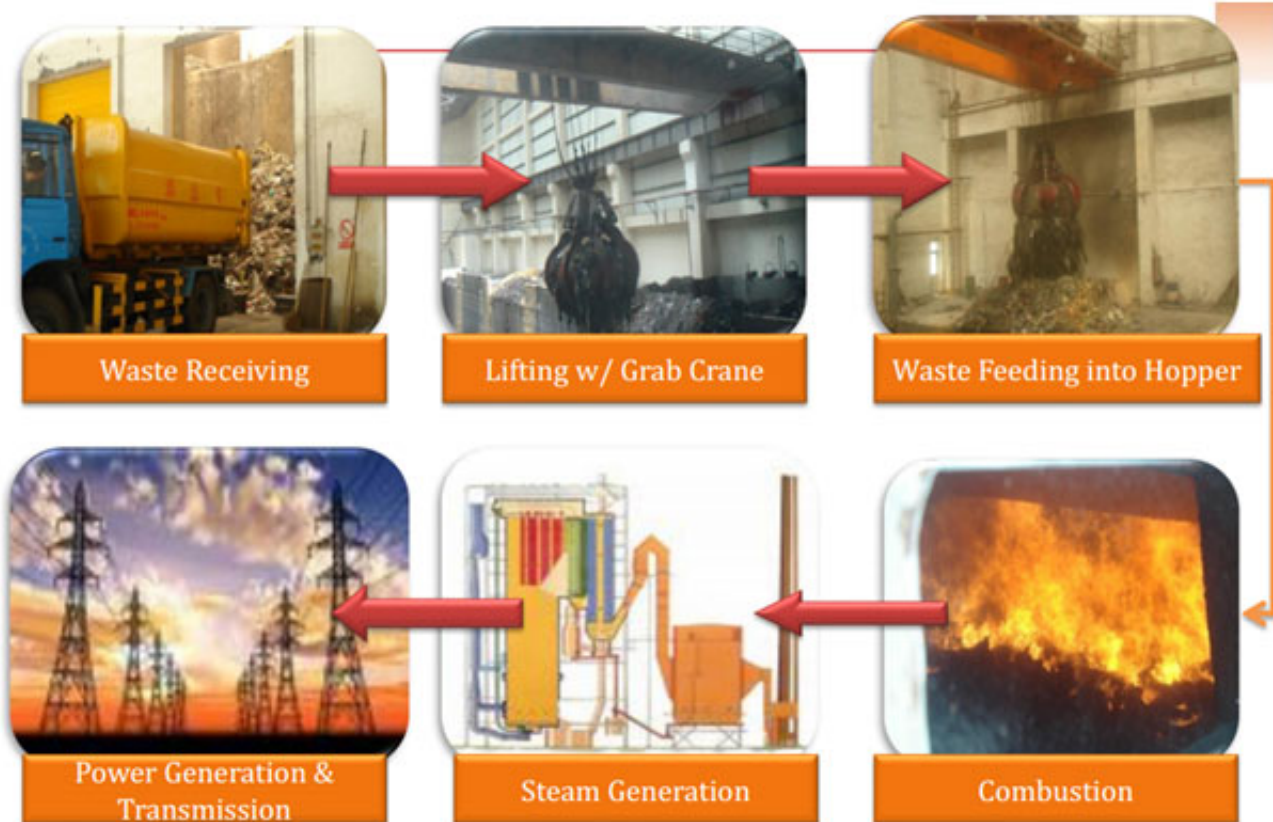 Waste Receiving
Lifting w/ Grab Crane
Waste Feeding into Hopper
Power Generation &
Transmission
Steam Generation
Combustion